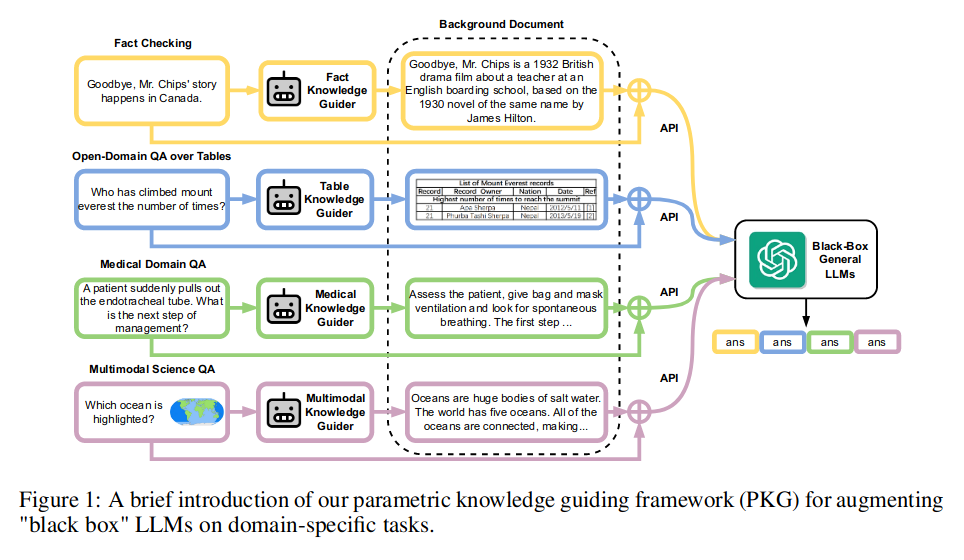 Background Document
Fact Checking
Goodbye, Mr. Chips' story
happens in Canada.
Fact
Knowledge
Guider
Goodbye, Mr. Chips is a 1932 British
drama film about a teacher at an
English boarding school, based on
the 1930 novel of the same name by
James Hilton.
API
Open-Domain QA over Tables
Who has climbed mount
everest the number of times?
Table
Knowledge
Guider
List of Mount Everest records
Record Record Owner Nation Date Ref
Highest number of times to reach the summit
21 Apa Sherpa Nepal 2012/5/11 [1]
21 Phurba Tashi Sherpa Nepal 2013/5/19 [2]
API
Medical Domain QA
A patient suddenly pulls out
the endotracheal tube. What
is the next step of
management?
Medical
Knowledge
Guider
Assess the patient, give bag and mask
ventilation and look for spontaneous
breathing. The first step ...
API
Multimodal Science QA
Which ocean is
highlighted?
Multimodal
Knowledge
Guider
Oceans are huge bodies of salt water.
The world has five oceans. All of the
oceans are connected, making...
API
Black-Box
General
LLMs
ans ans ans ans
Figure 1: A brief introduction of our parametric knowledge guiding framework (PKG) for augmenting
"black box" LLMs on domain-specific tasks.